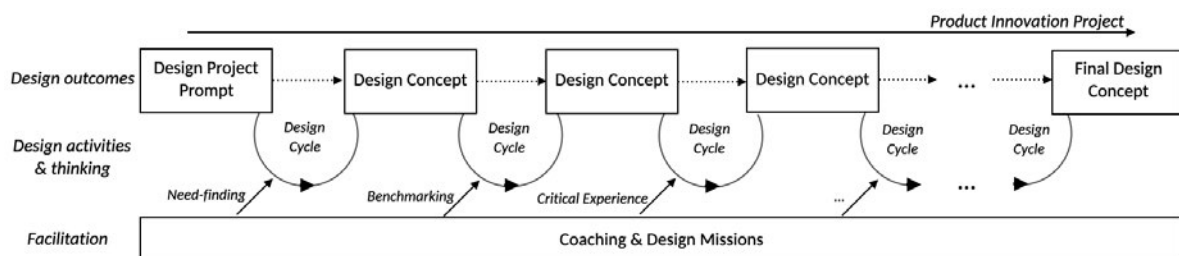 Product Innovation Project
Design outcomes
Design Project
Prompt
Design Concept
Design Concept
Design Concept
...
Final Design
Concept
Design activities
& thinking
Design
Cycle
Design
Cycle
Design
Cycle
Design
Cycle
...
Design
Cycle
Need-finding
Benchmarking
Critical Experience
...
Facilitation
Coaching & Design Missions